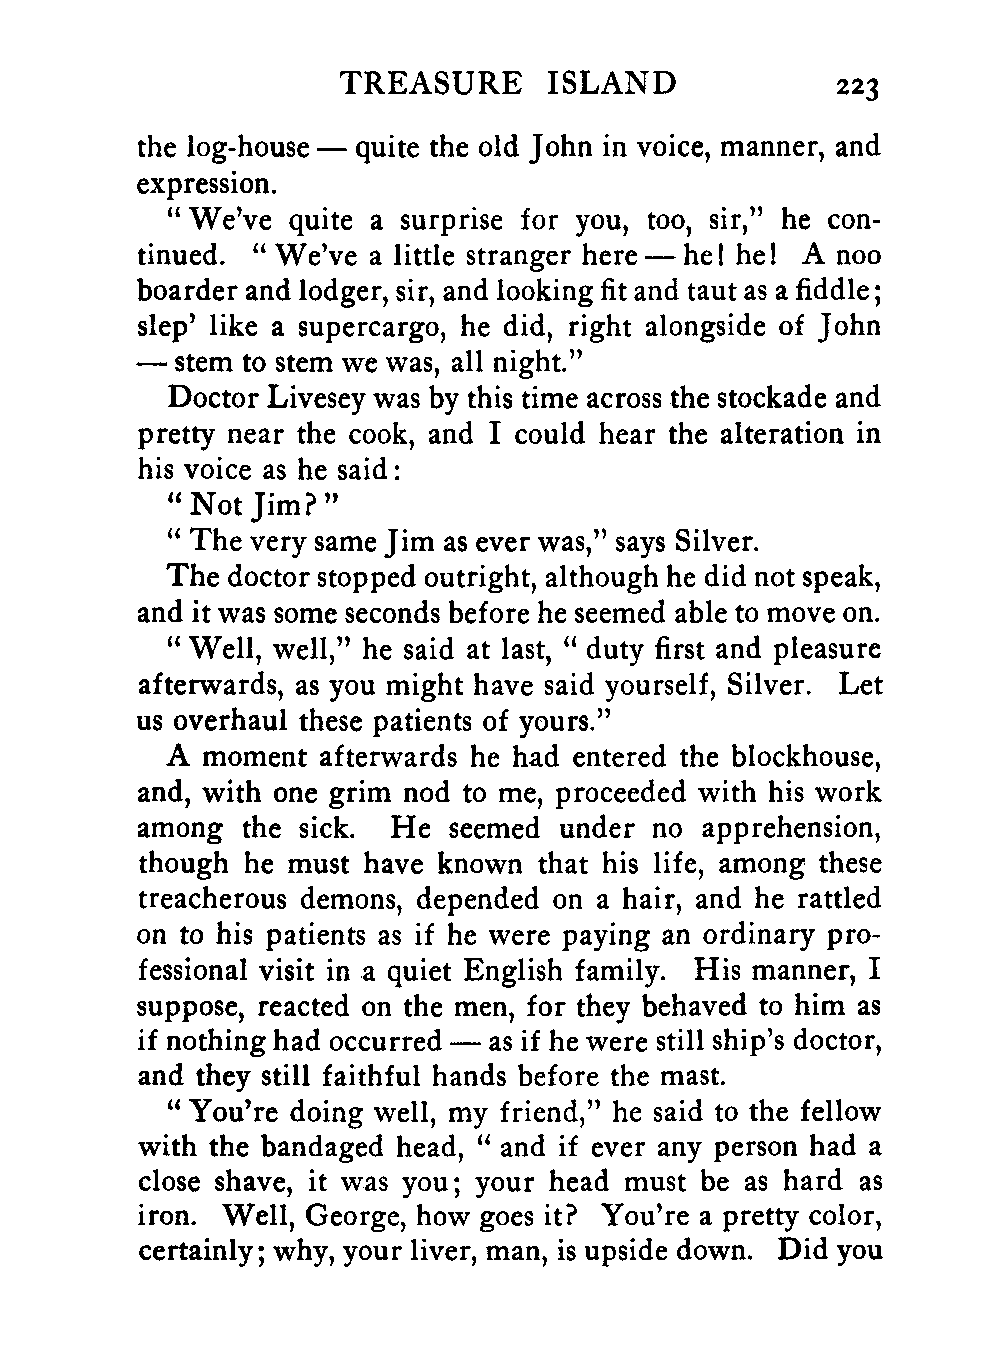 TREASURE ISLAND 223
the log-house — quite the old John in voice, manner, and
expression.
“ We’ve quite a surprise for you, too, sir,” he con-
tinued. “ We’ve a little stranger here — he! he! A noo
boarder and lodger, sir, and looking fit and taut as a fiddle;
slep’ like a supercargo, he did, right alongside of John
— stem to stem we was, all night.”
Doctor Livesey was by this time across the stockade and
pretty near the cook, and I could hear the alteration in
his voice as he said:
“ Not Jim? ”
“ The very same Jim as ever was,” says Silver.
The doctor stopped outright, although he did not speak,
and it was some seconds before he seemed able to move on.
“ Well, well,” he said at last, “ duty first and pleasure
afterwards, as you might have said yourself, Silver. Let
us overhaul these patients of yours.”
A moment afterwards he had entered the blockhouse,
and, with one grim nod to me, proceeded with his work
among the sick. He seemed under no apprehension,
though he must have known that his life, among these
treacherous demons, depended on a hair, and he rattled
on to his patients as if he were paying an ordinary pro-
fessional visit in a quiet English family. His manner, I
suppose, reacted on the men, for they behaved to him as
if nothing had occurred — as if he were still ship’s doctor,
and they still faithful hands before the mast.
“ You’re doing well, my friend,” he said to the fellow
with the bandaged head, “ and if ever any person had a
close shave, it was you; your head must be as hard as
iron. Well, George, how goes it? You’re a pretty color,
certainly; why, your liver, man, is upside down. Did you